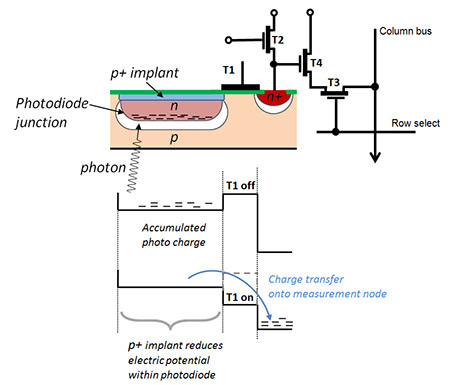 Column bus
T2
T4
T1
T3
p+ implant
n
n+
Photodiode
junction
p
Row select
photon
T1 off
Accumulated
photo charge
Charge transfer
onto measurement node
T1 on
p+ implant reduces
electric potential
within photodiode